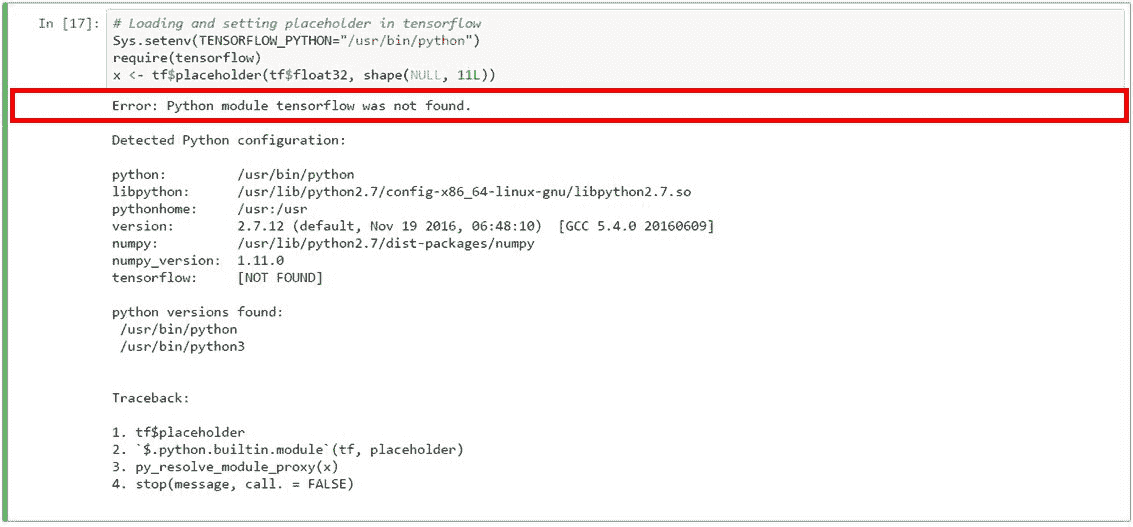 In [17]: # Loading and setting placeholder in tensorflow
Sys.setenv(TENSORFLOW_PYTHON="/usr/bin/python")
require(tensorflow)
x <- tf$placeholder(tf$float32, shape(NULL, 11L))
Error: Python module tensorflow was not found.
Detected Python configuration:
python: /usr/bin/python
libpython: /usr/lib/python2.7/config-x86_64-linux-gnu/libpython2.7.so
pythonhome: /usr:/usr
version: 2.7.12 (default, Nov 19 2016, 06:48:10) [GCC 5.4.0 20160609]
numpy: /usr/lib/python2.7/dist-packages/numpy
numpy_version: 1.11.0
tensorflow: [NOT FOUND]
python versions found:
/usr/bin/python
/usr/bin/python3
Traceback:
1. tf$placeholder
2. `$.python.builtin.module`(tf, placeholder)
3. py_resolve_module_proxy(x)
4. stop(message, call. = FALSE)